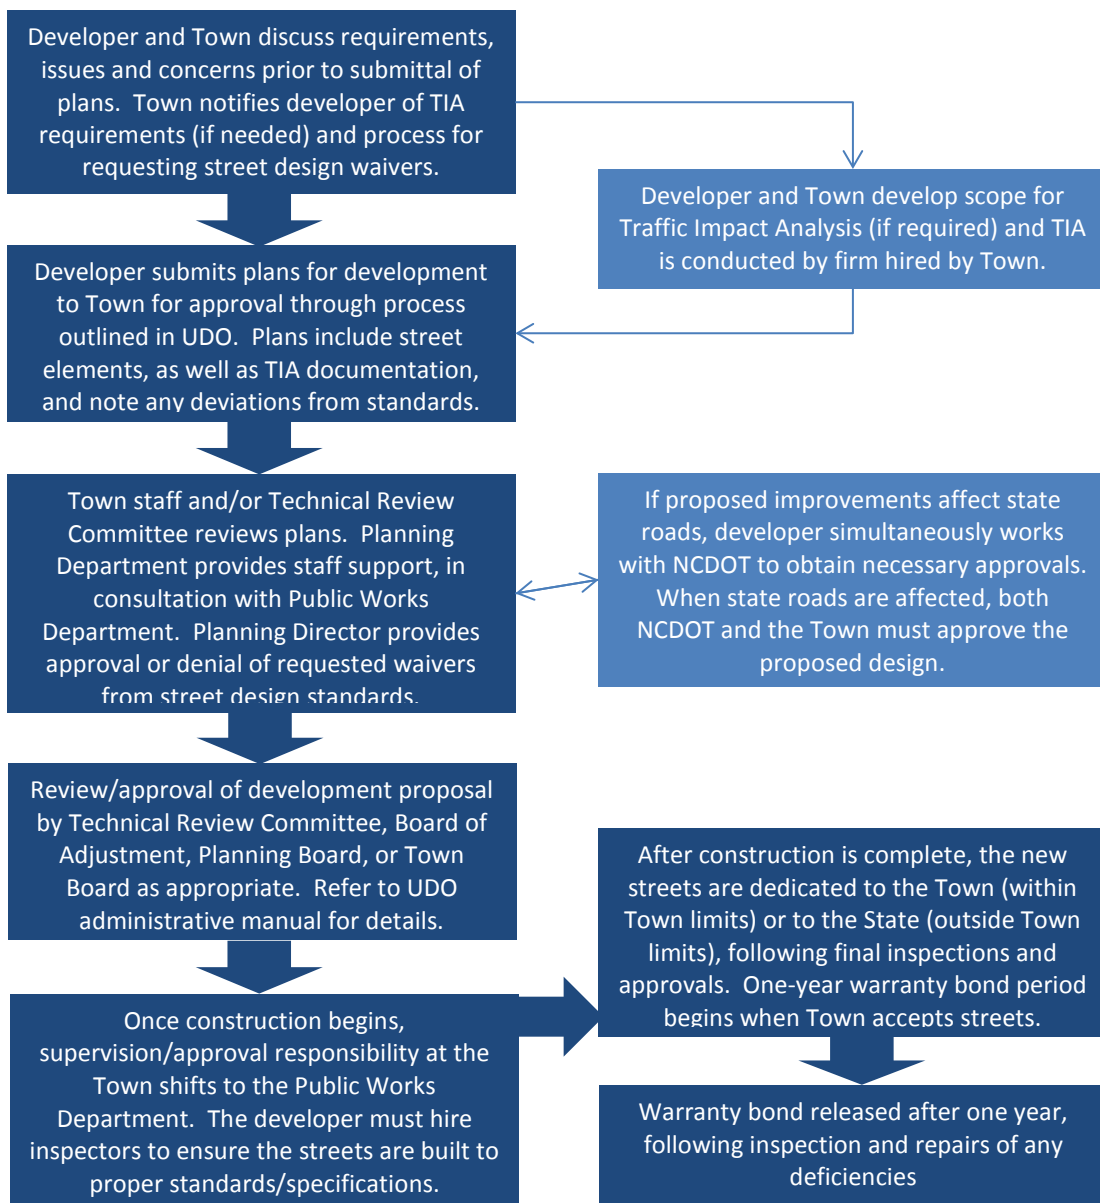 Developer and Town discuss requirements,
issues and concerns prior to submittal of
plans.  Town notifies developer of TIA
requirements (if needed) and process for
requesting street design waivers.
Developer and Town develop scope for
Traffic Impact Analysis (if required) and TIA
is conducted by firm hired by Town.
Developer submits plans for development
to Town for approval through process
outlined in UDO.  Plans include street
elements, as well as TIA documentation,
and note any deviations from standards.
Town staff and/or Technical Review
Committee reviews plans.  Planning
Department provides staff support, in
consultation with Public Works
Department.  Planning Director provides
approval or denial of requested waivers
from street design standards.
If proposed improvements affect state
roads, developer simultaneously works
with NCDOT to obtain necessary approvals.
When state roads are affected, both
NCDOT and the Town must approve the
proposed design.
Review/approval of development proposal
by Technical Review Committee, Board of
Adjustment, Planning Board, or Town
Board as appropriate.  Refer to UDO
administrative manual for details.
Once construction begins,
supervision/approval responsibility at the
Town shifts to the Public Works
Department.  The developer must hire
inspectors to ensure the streets are built to
proper standards/specifications.
After construction is complete, the new
streets are dedicated to the Town (within
Town limits) or to the State (outside Town
limits), following final inspections and
approvals.  One-year warranty bond period
begins when Town accepts streets.
Warranty bond released after one year,
following inspection and repairs of any
deficiencies